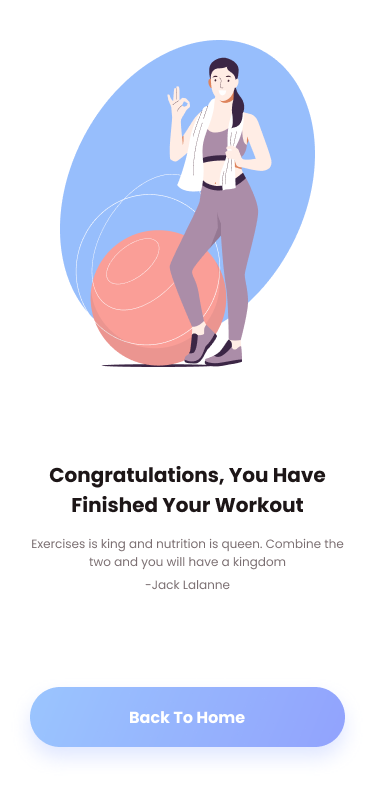 Congratulations, You Have
Finished Your Workout
Exercises is king and nutrition is queen. Combine the
two and you will have a kingdom
-Jack Lalanne
Back To Home